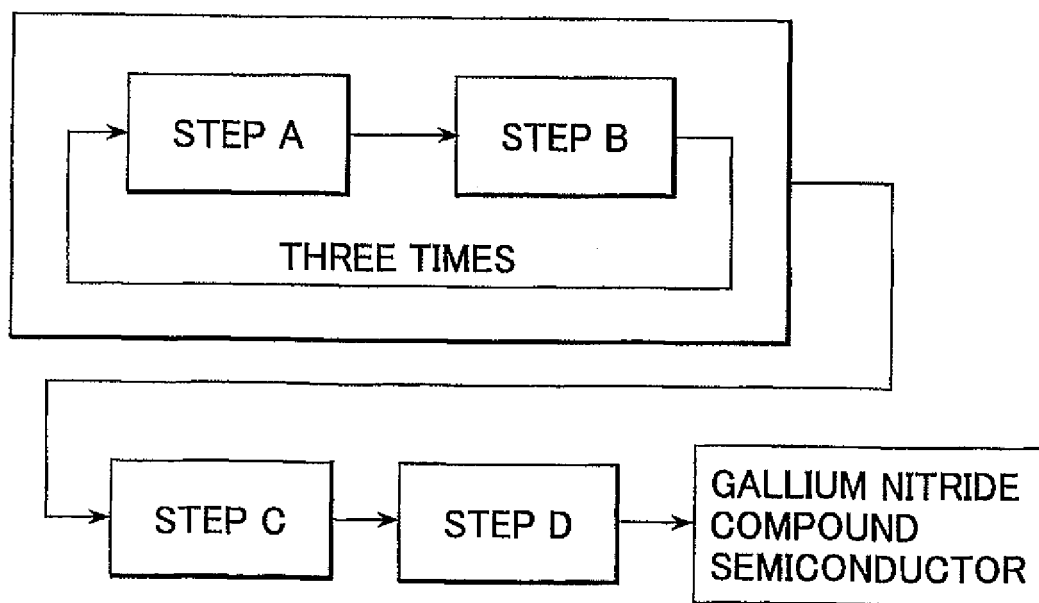 STEP A
STEP B
THREE TIMES
STEP C
STEP D
GALLIUM NITRIDE
COMPOUND
SEMICONDUCTOR